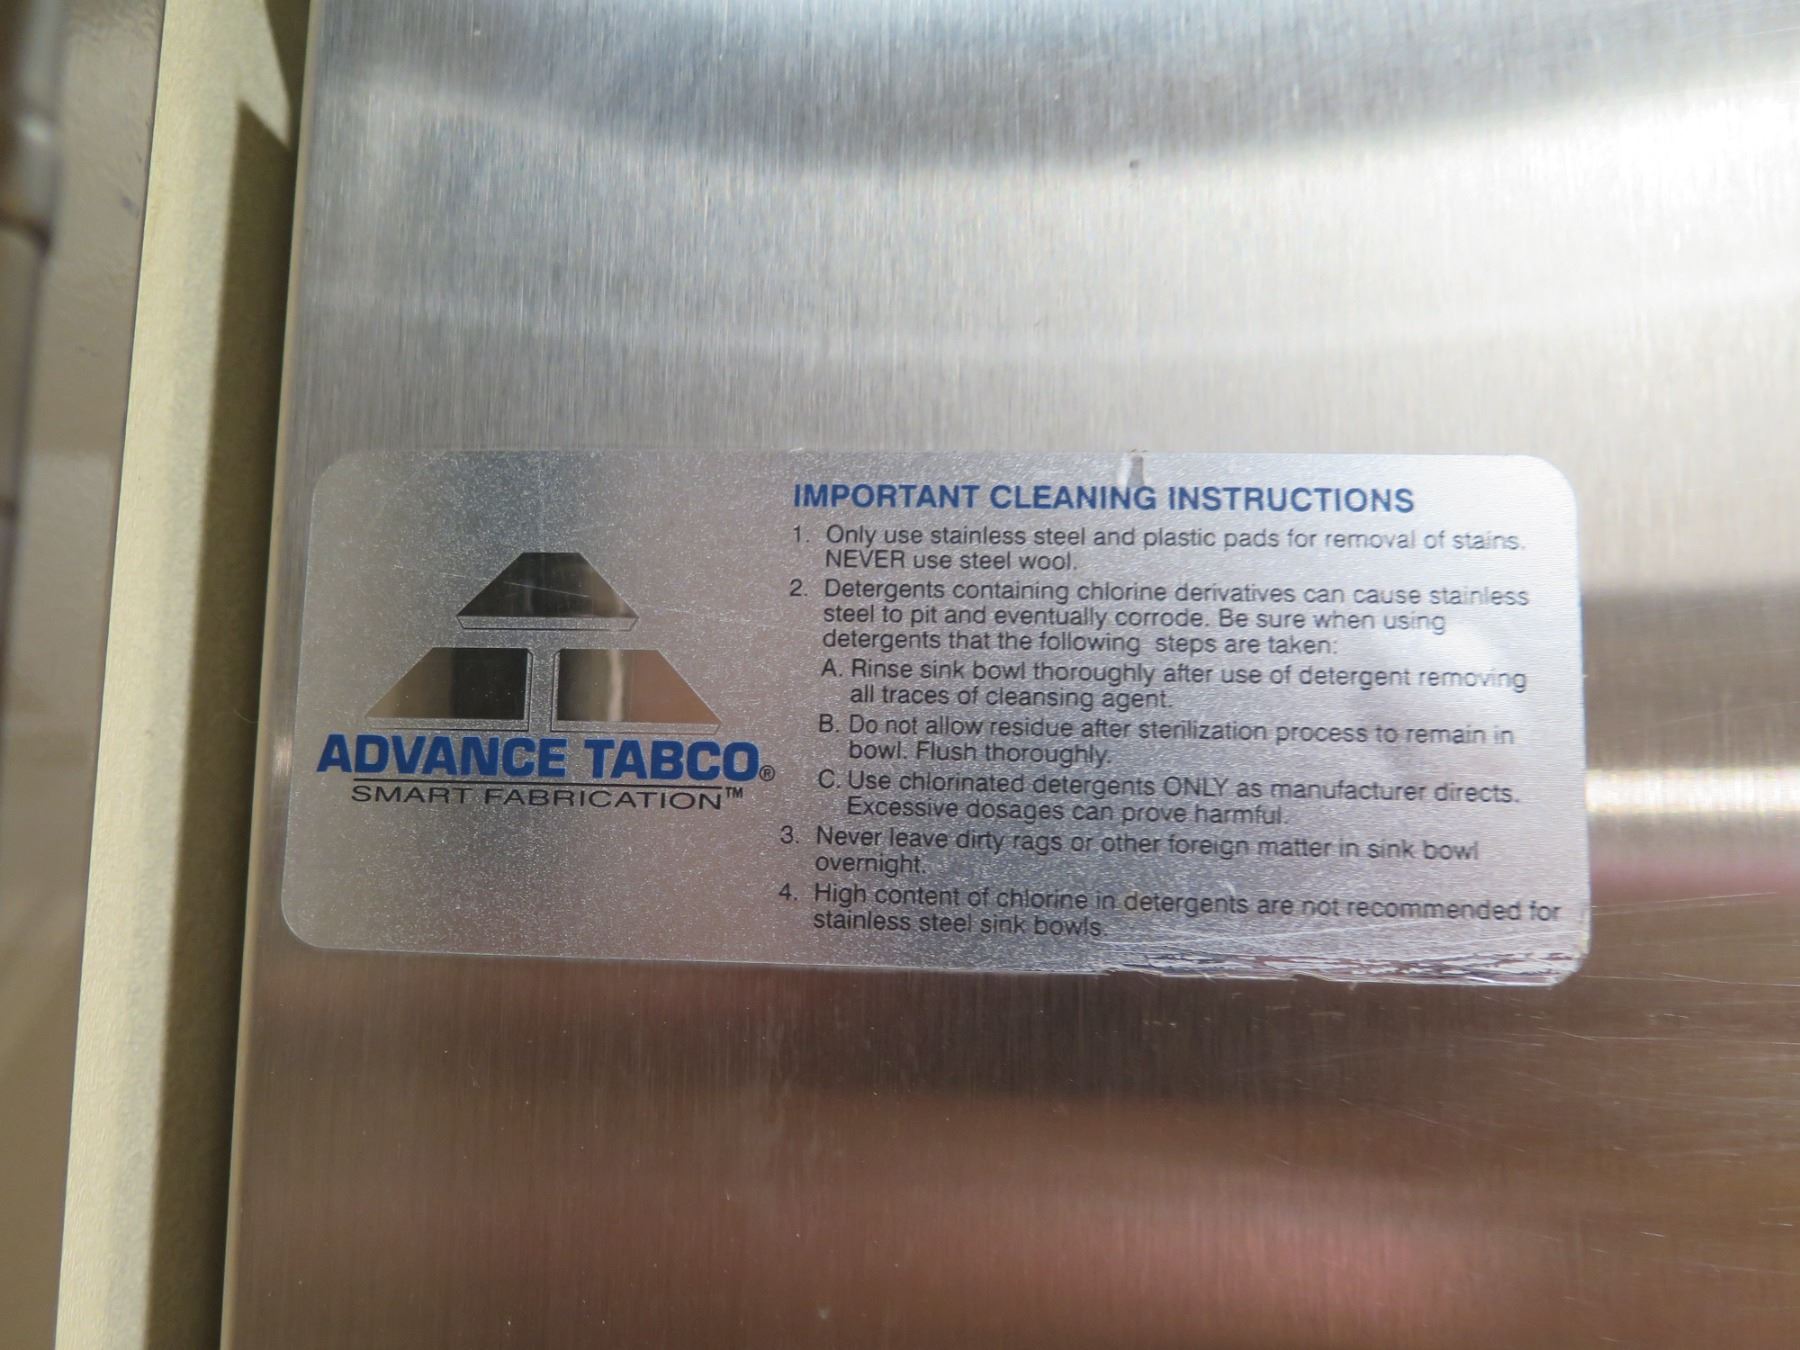 IMPORTANT CLEANING INSTRUCTIONS
1. Only use stainless steel and plastic pads for removal of stains.
NEVER use steel wool.
2. Detergents containing chlorine derivatives can cause stainless
steel to pit and eventually corrode. Be sure when using
detergents that the following steps are taken:
A. Rinse sink bowl thoroughly after use of detergent removing
all traces of cleansing agent.
B. Do not allow residue after sterilization process to remain in
bowl. Flush thoroughly.
C. Use chlorinated detergents ONLY as manufacturer directs.
Excessive dosages can prove harmful.
3. Never leave dirty rags or other foreign matter in sink bowl
overnight.
4. High content of chlorine in detergents are not recommended for
stainless steel sink bowls.
ADVANCE TABCO®
SMART FABRICATION™